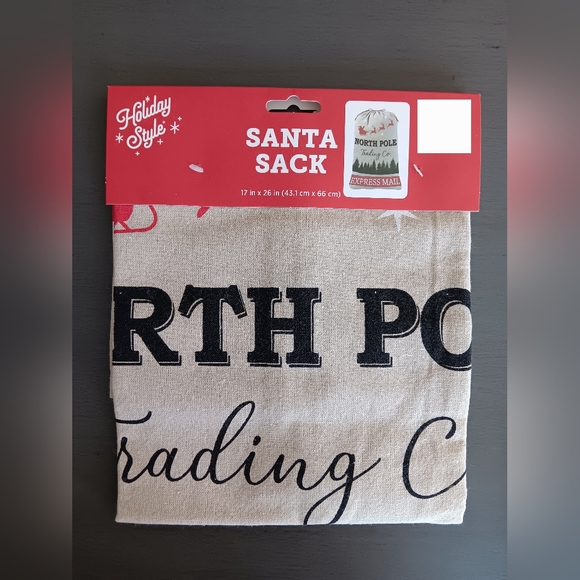 Holiday
Style
SANTA
SACK
17 in x 26 in (43.1 cm x 66 cm)
NORTH POLE
Trading Co.
EXPRESS MAIL
RTH PO
Trading C